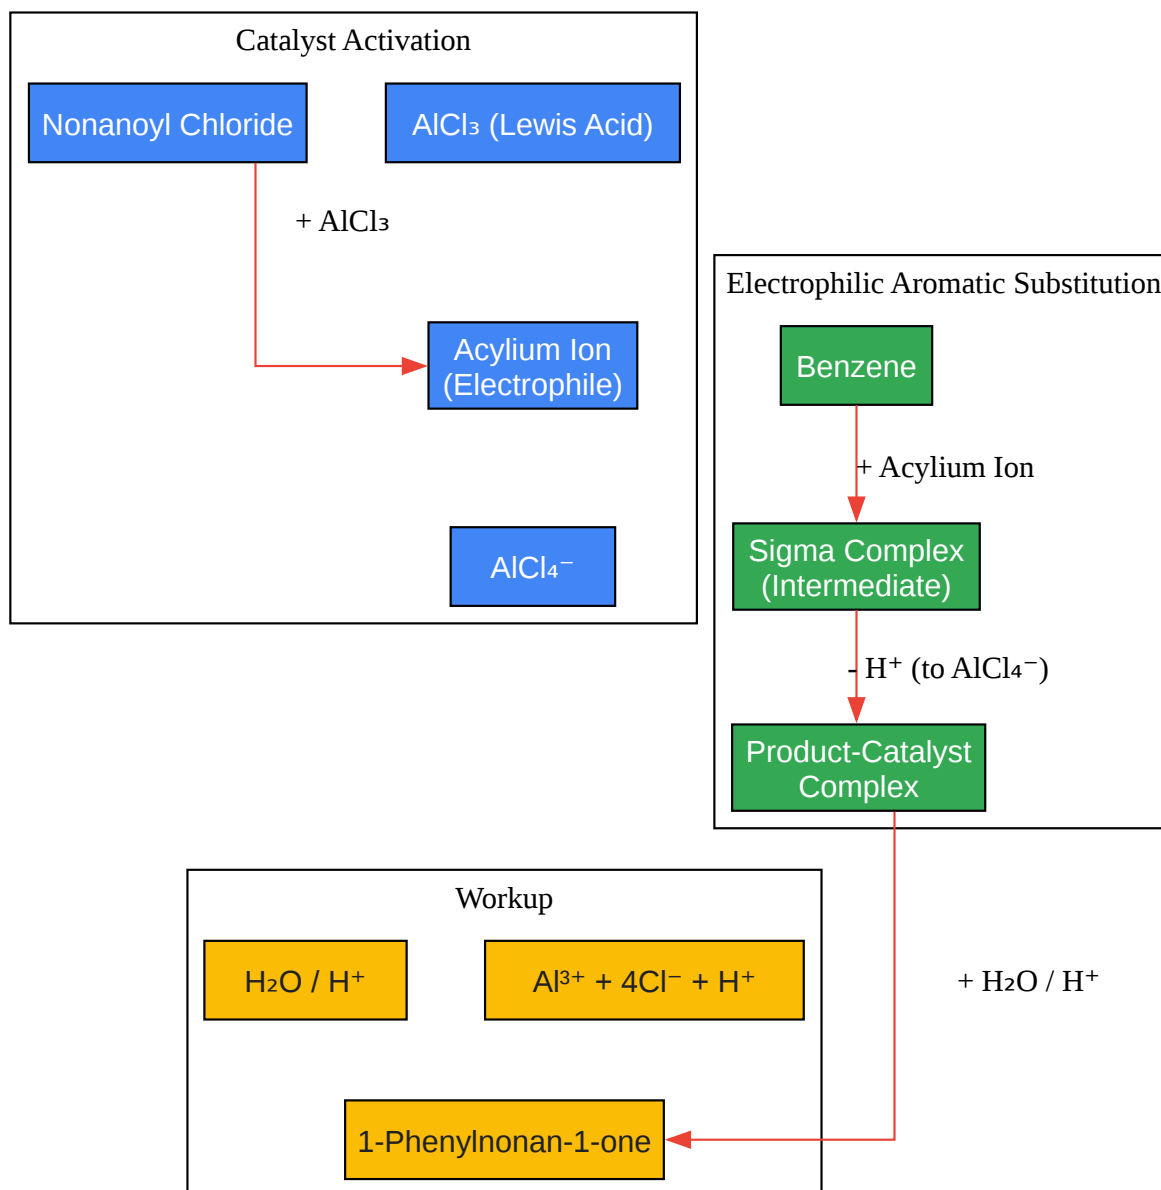 Catalyst Activation
Nonanoyl Chloride
AlCl₃ (Lewis Acid)
+ AlCl₃
Acylium Ion
(Electrophile)
AlCl₄⁻
Electrophilic Aromatic Substitution
Benzene
+ Acylium Ion
Sigma Complex
(Intermediate)
- H⁺ (to AlCl₄⁻)
Product-Catalyst
Complex
Workup
H₂O / H⁺
Al³⁺ + 4Cl⁻ + H⁺
+ H₂O / H⁺
1-Phenylnonan-1-one